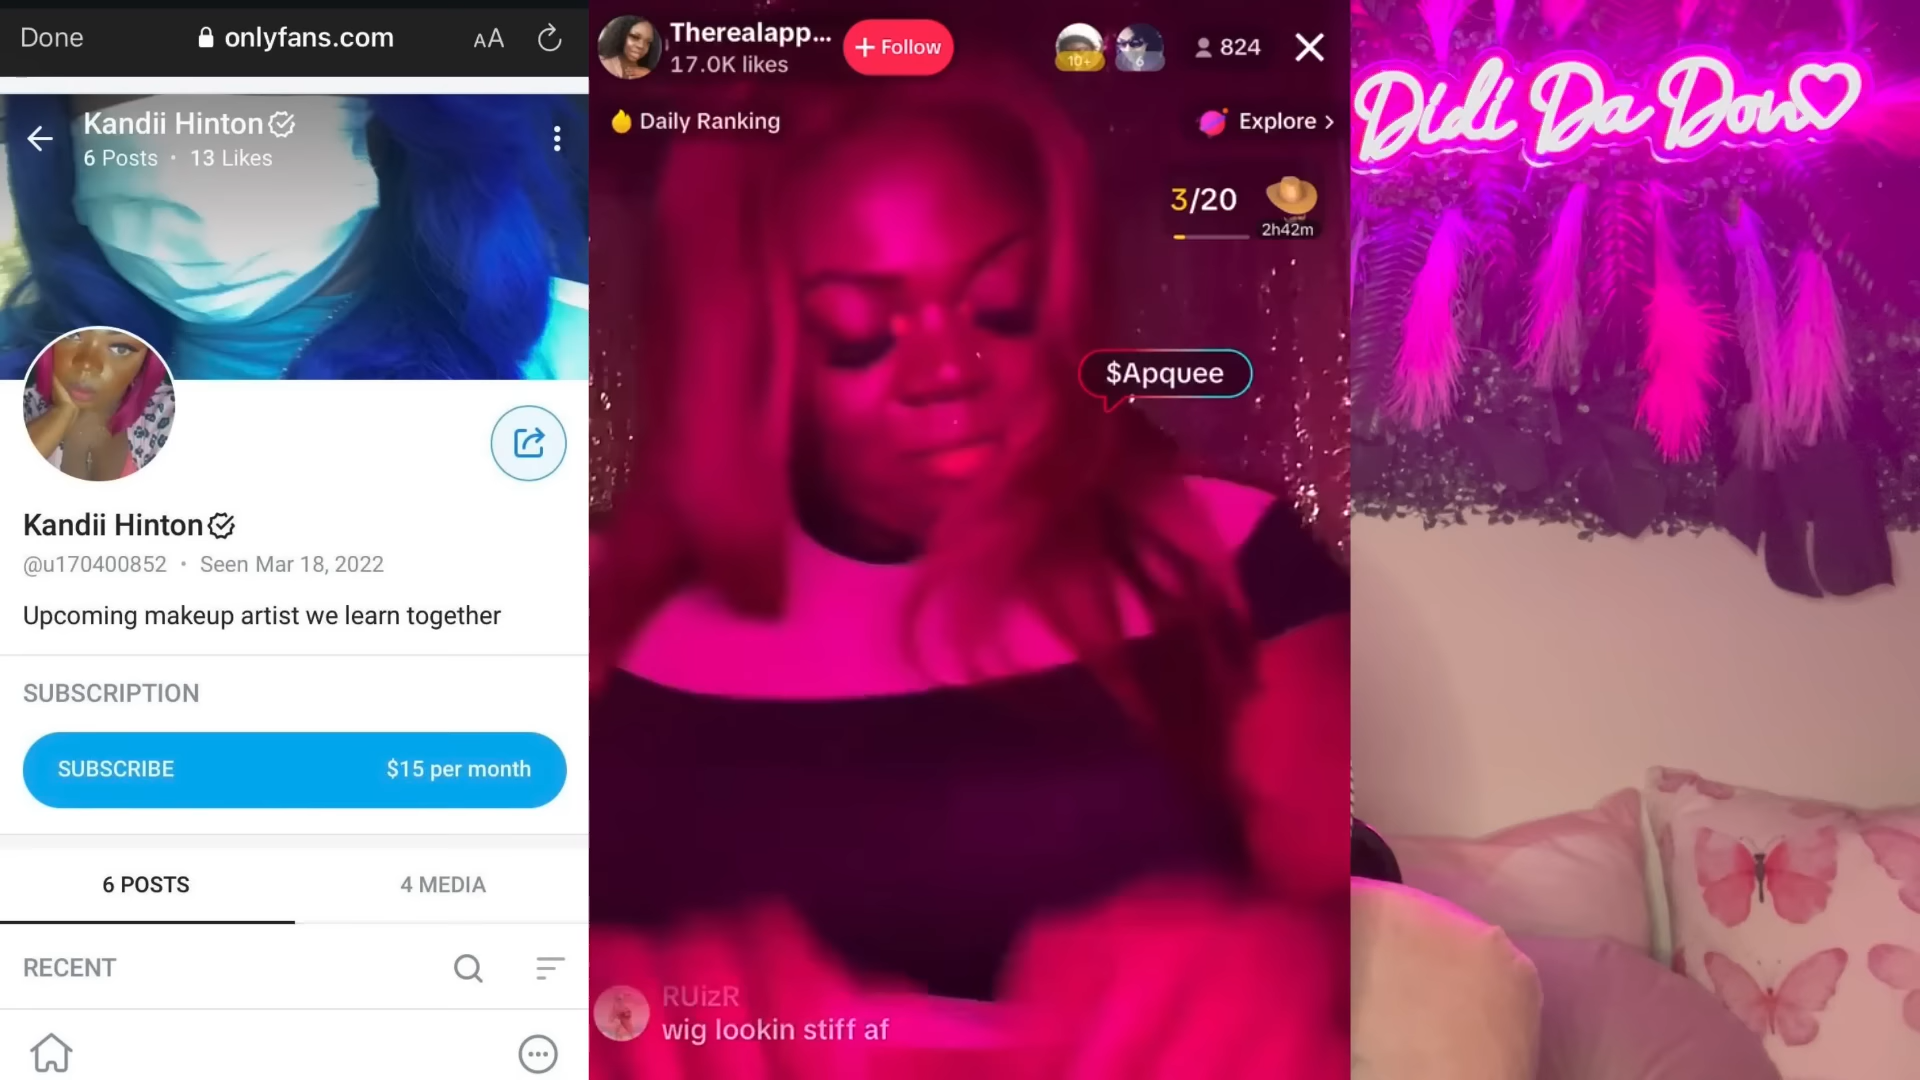 Done
onlyfans.com
AA
Kandii Hinton
6 Posts · 13 Likes
Kandii Hinton
@u170400852 · Seen Mar 18, 2022
Upcoming makeup artist we learn together
SUBSCRIPTION
SUBSCRIBE $15 per month
6 POSTS 4 MEDIA
RECENT
Therealapp...
17.0K likes
+ Follow
10+
6
824
Daily Ranking
Explore >
3/20
2h42m
$Apquee
RUizR
wig lookin stiff af
Didi Da Don